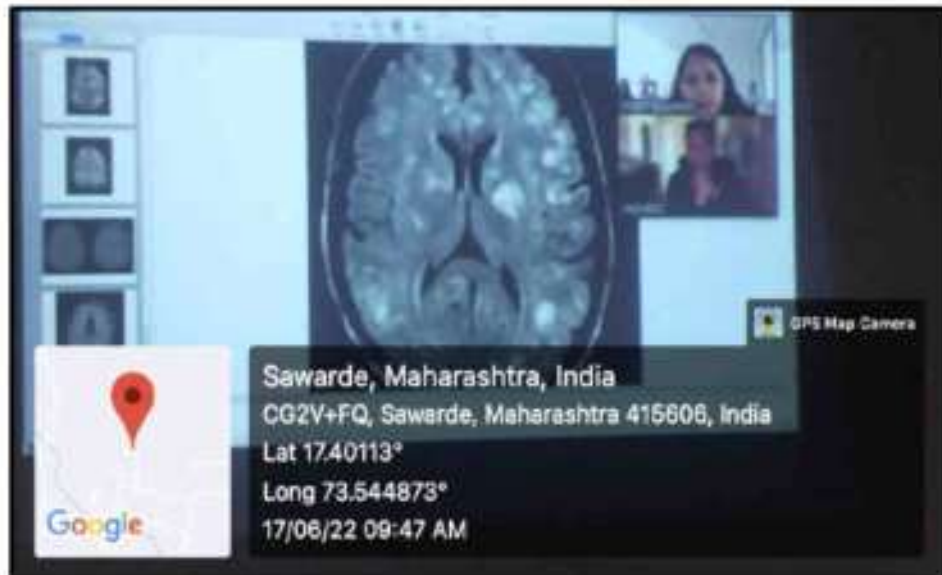 GPS Map Camera
Sawarde, Maharashtra, India
CG2V+FQ, Sawarde, Maharashtra 415606, India
Lat 17.40113°
Long 73.544873°
17/06/22 09:47 AM
Google